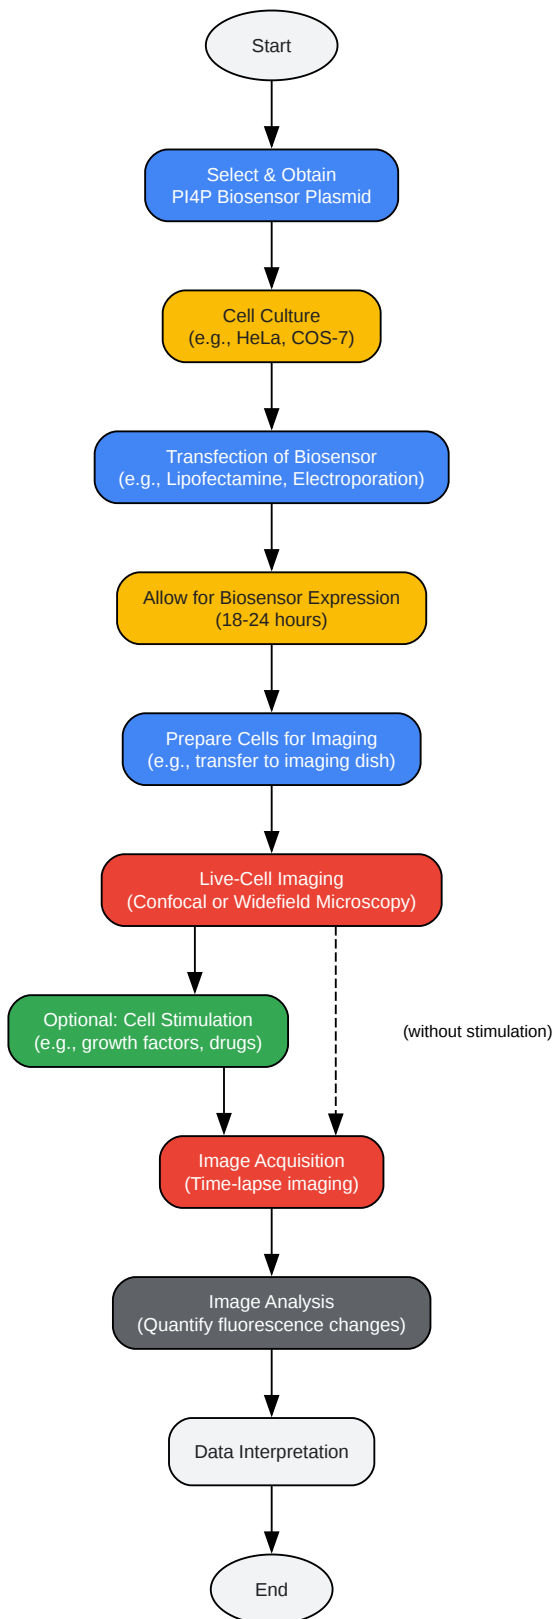 Start
Select & Obtain
PI4P Biosensor Plasmid
Cell Culture
(e.g., HeLa, COS-7)
Transfection of Biosensor
(e.g., Lipofectamine, Electroporation)
Allow for Biosensor Expression
(18-24 hours)
Prepare Cells for Imaging
(e.g., transfer to imaging dish)
Live-Cell Imaging
(Confocal or Widefield Microscopy)
Optional: Cell Stimulation
(e.g., growth factors, drugs)
(without stimulation)
Image Acquisition
(Time-lapse imaging)
Image Analysis
(Quantify fluorescence changes)
Data Interpretation
End